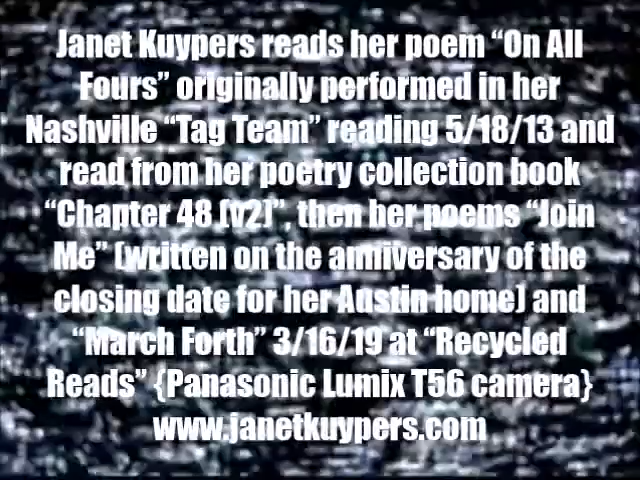 Janet Kuypers reads her poem “On All
Fours” originally performed in her
Nashville “Tag Team” reading 5/18/13 and
read from her poetry collection book
“Chapter 48 (v2)”, then her poems “Join
Me” (written on the anniversary of the
closing date for her Austin home) and
“March Forth” 3/16/19 at “Recycled
Reads” {Panasonic Lumix T56 camera}
www.janetkuypers.com